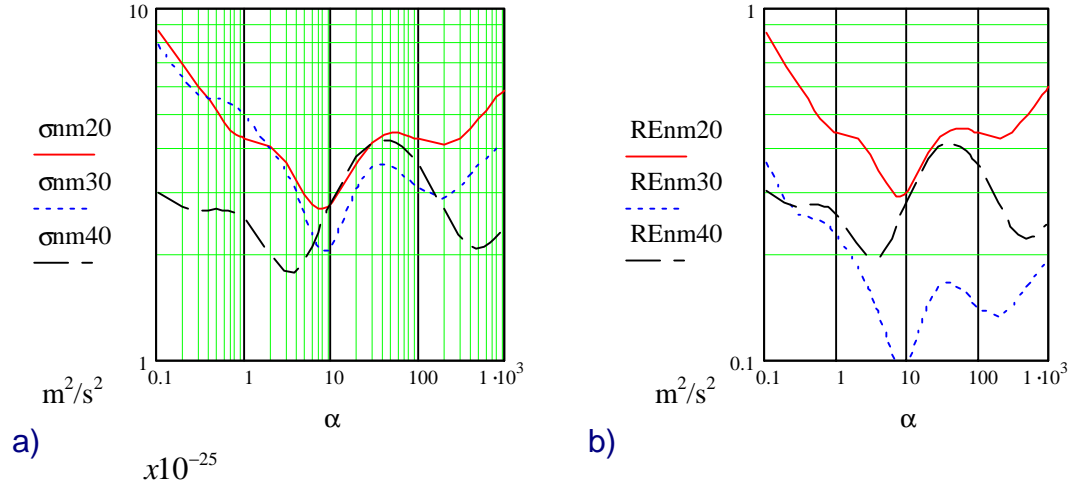 10
σnm20
σnm30
σnm40
1
0.1 1 10 100 1·10³
m²/s²
α
a)
x10⁻²⁵
1
REnm20
REnm30
REnm40
0.1
0.1 1 10 100 1·10³
m²/s²
α
b)